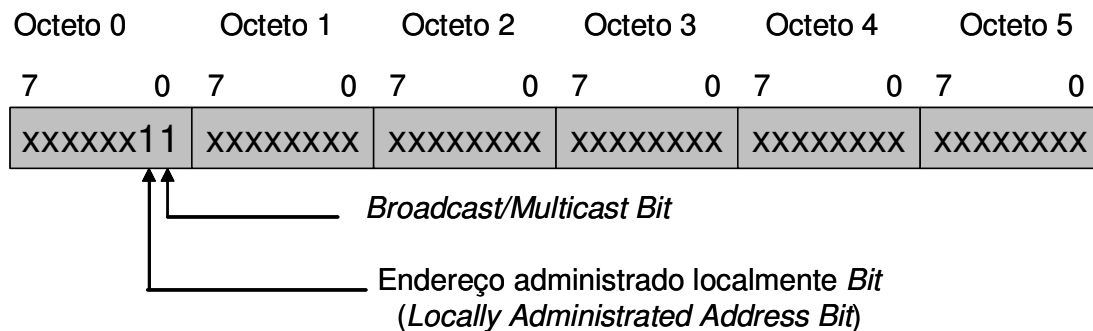 Octeto 0 Octeto 1 Octeto 2 Octeto 3 Octeto 4 Octeto 5
7 0 7 0 7 0 7 0 7 0 7 0
xxxxxx11 xxxxxxxx xxxxxxxx xxxxxxxx xxxxxxxx xxxxxxxx
Broadcast/Multicast Bit
Endereço administrado localmente Bit
(Locally Administrated Address Bit)